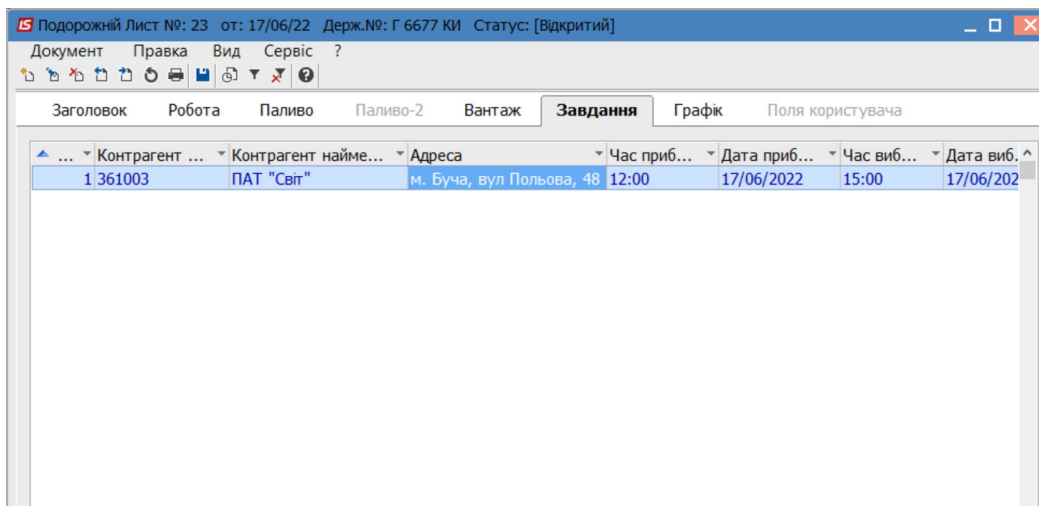 Подорожній Лист №: 23 от: 17/06/22 Держ.№: Г 6677 КИ Статус: [Відкритий]
Документ Правка Вид Сервіс ?
Заголовок Робота Паливо Паливо-2 Вантаж Завдання Графік Поля користувача
... Контрагент ... Контрагент найме... Адреса Час приб... Дата приб... Час виб... Дата виб.
1 361003 ПАТ "Світ" м. Буча, вул Польова, 48 12:00 17/06/2022 15:00 17/06/202